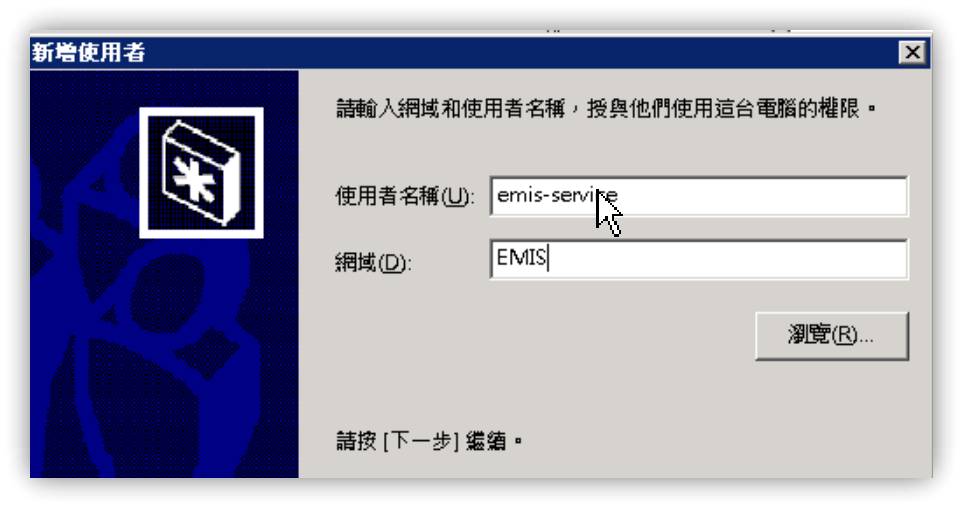 新增使用者
請輸入網域和使用者名稱，授與他們使用這台電腦的權限。
使用者名稱(U): emis-service
網域(D): EMIS
瀏覽(R)...
請按 [下一步] 繼續。